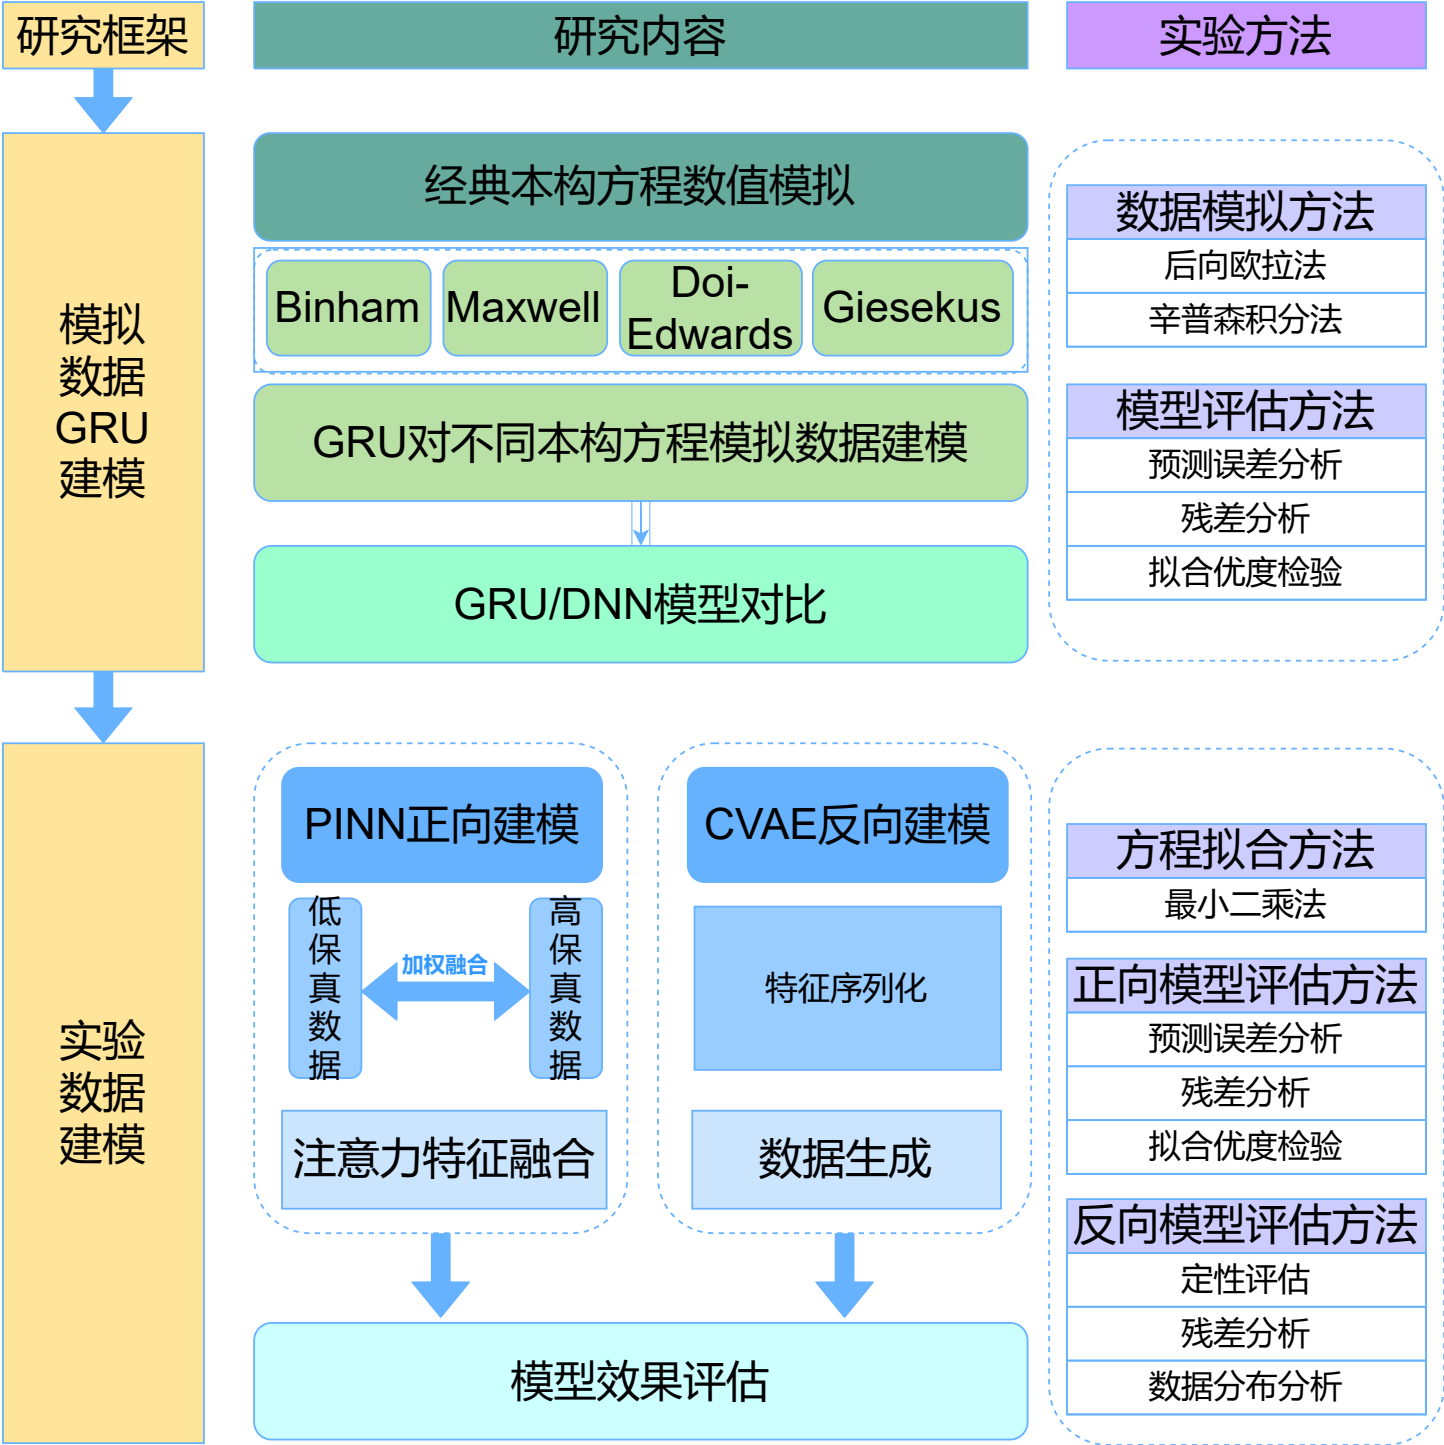 研究框架
研究内容
实验方法
模拟
数据
GRU
建模
经典本构方程数值模拟
Binham
Maxwell
Doi-
Edwards
Giesekus
GRU对不同本构方程模拟数据建模
GRU/DNN模型对比
数据模拟方法
后向欧拉法
辛普森积分法
模型评估方法
预测误差分析
残差分析
拟合优度检验
实验
数据
建模
PINN正向建模
低
保
真
数
据
加权融合
高
保
真
数
据
注意力特征融合
CVAE反向建模
特征序列化
数据生成
模型效果评估
方程拟合方法
最小二乘法
正向模型评估方法
预测误差分析
残差分析
拟合优度检验
反向模型评估方法
定性评估
残差分析
数据分布分析